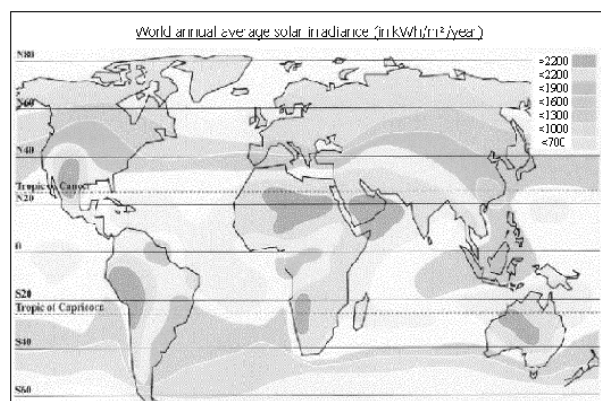 World annual average solar irradiance (in kWh/m²/year)
N80
>2200
<2200
<1900
<1600
<1300
<1000
<700
N60
N40
Tropic of Cancer
N20
0
S20
Tropic of Capricorn
S40
S60